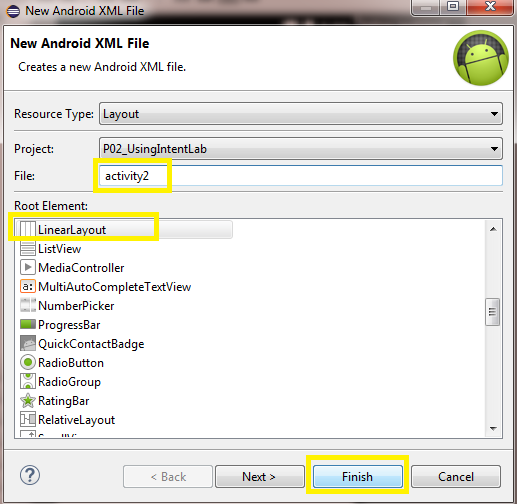 New Android XML File
New Android XML File
Creates a new Android XML file.
Resource Type: Layout
Project: P02_UsingIntentLab
File: activity2
Root Element:
LinearLayout
ListView
MediaController
MultiAutoCompleteTextView
NumberPicker
ProgressBar
QuickContactBadge
RadioButton
RadioGroup
RatingBar
RelativeLayout
? < Back Next > Finish Cancel